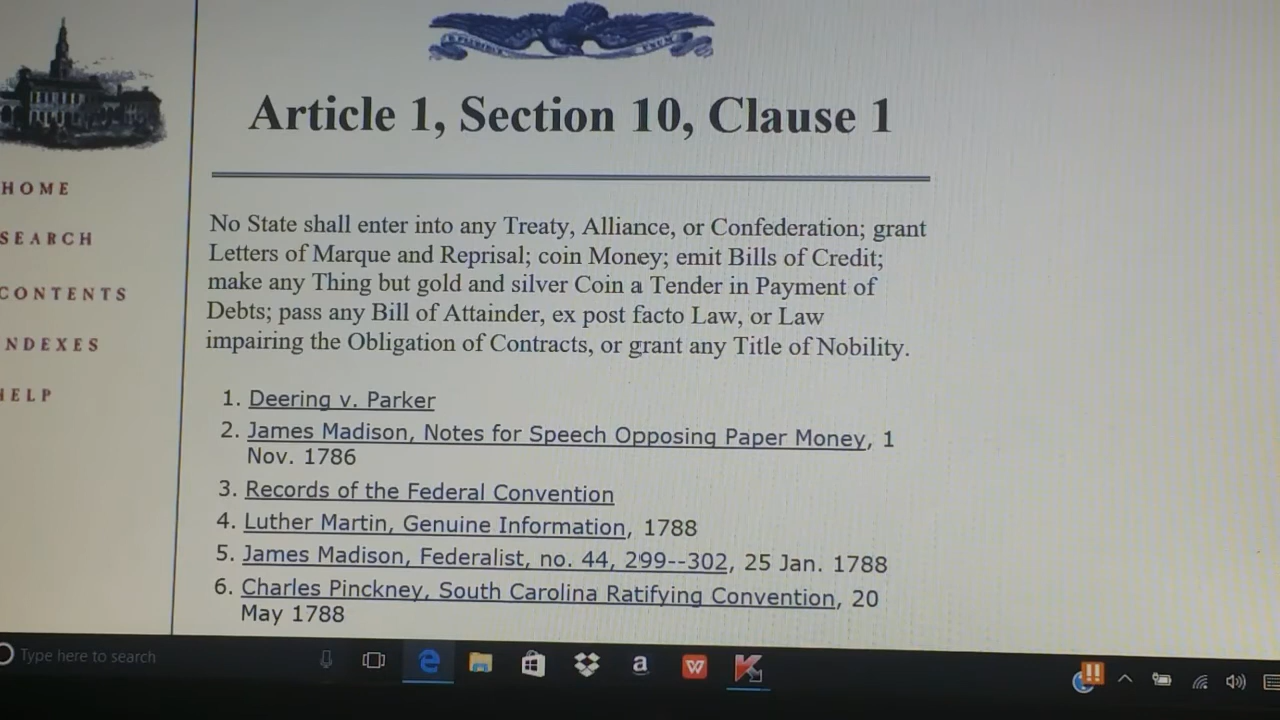 Article 1, Section 10, Clause 1
HOME
SEARCH
CONTENTS
NDEXES
HELP
No State shall enter into any Treaty, Alliance, or Confederation; grant
Letters of Marque and Reprisal; coin Money; emit Bills of Credit;
make any Thing but gold and silver Coin a Tender in Payment of
Debts; pass any Bill of Attainder, ex post facto Law, or Law
impairing the Obligation of Contracts, or grant any Title of Nobility.
1. Deering v. Parker
2. James Madison, Notes for Speech Opposing Paper Money, 1
Nov. 1786
3. Records of the Federal Convention
4. Luther Martin, Genuine Information, 1788
5. James Madison, Federalist, no. 44, 299--302, 25 Jan. 1788
6. Charles Pinckney, South Carolina Ratifying Convention, 20
May 1788
Type here to search